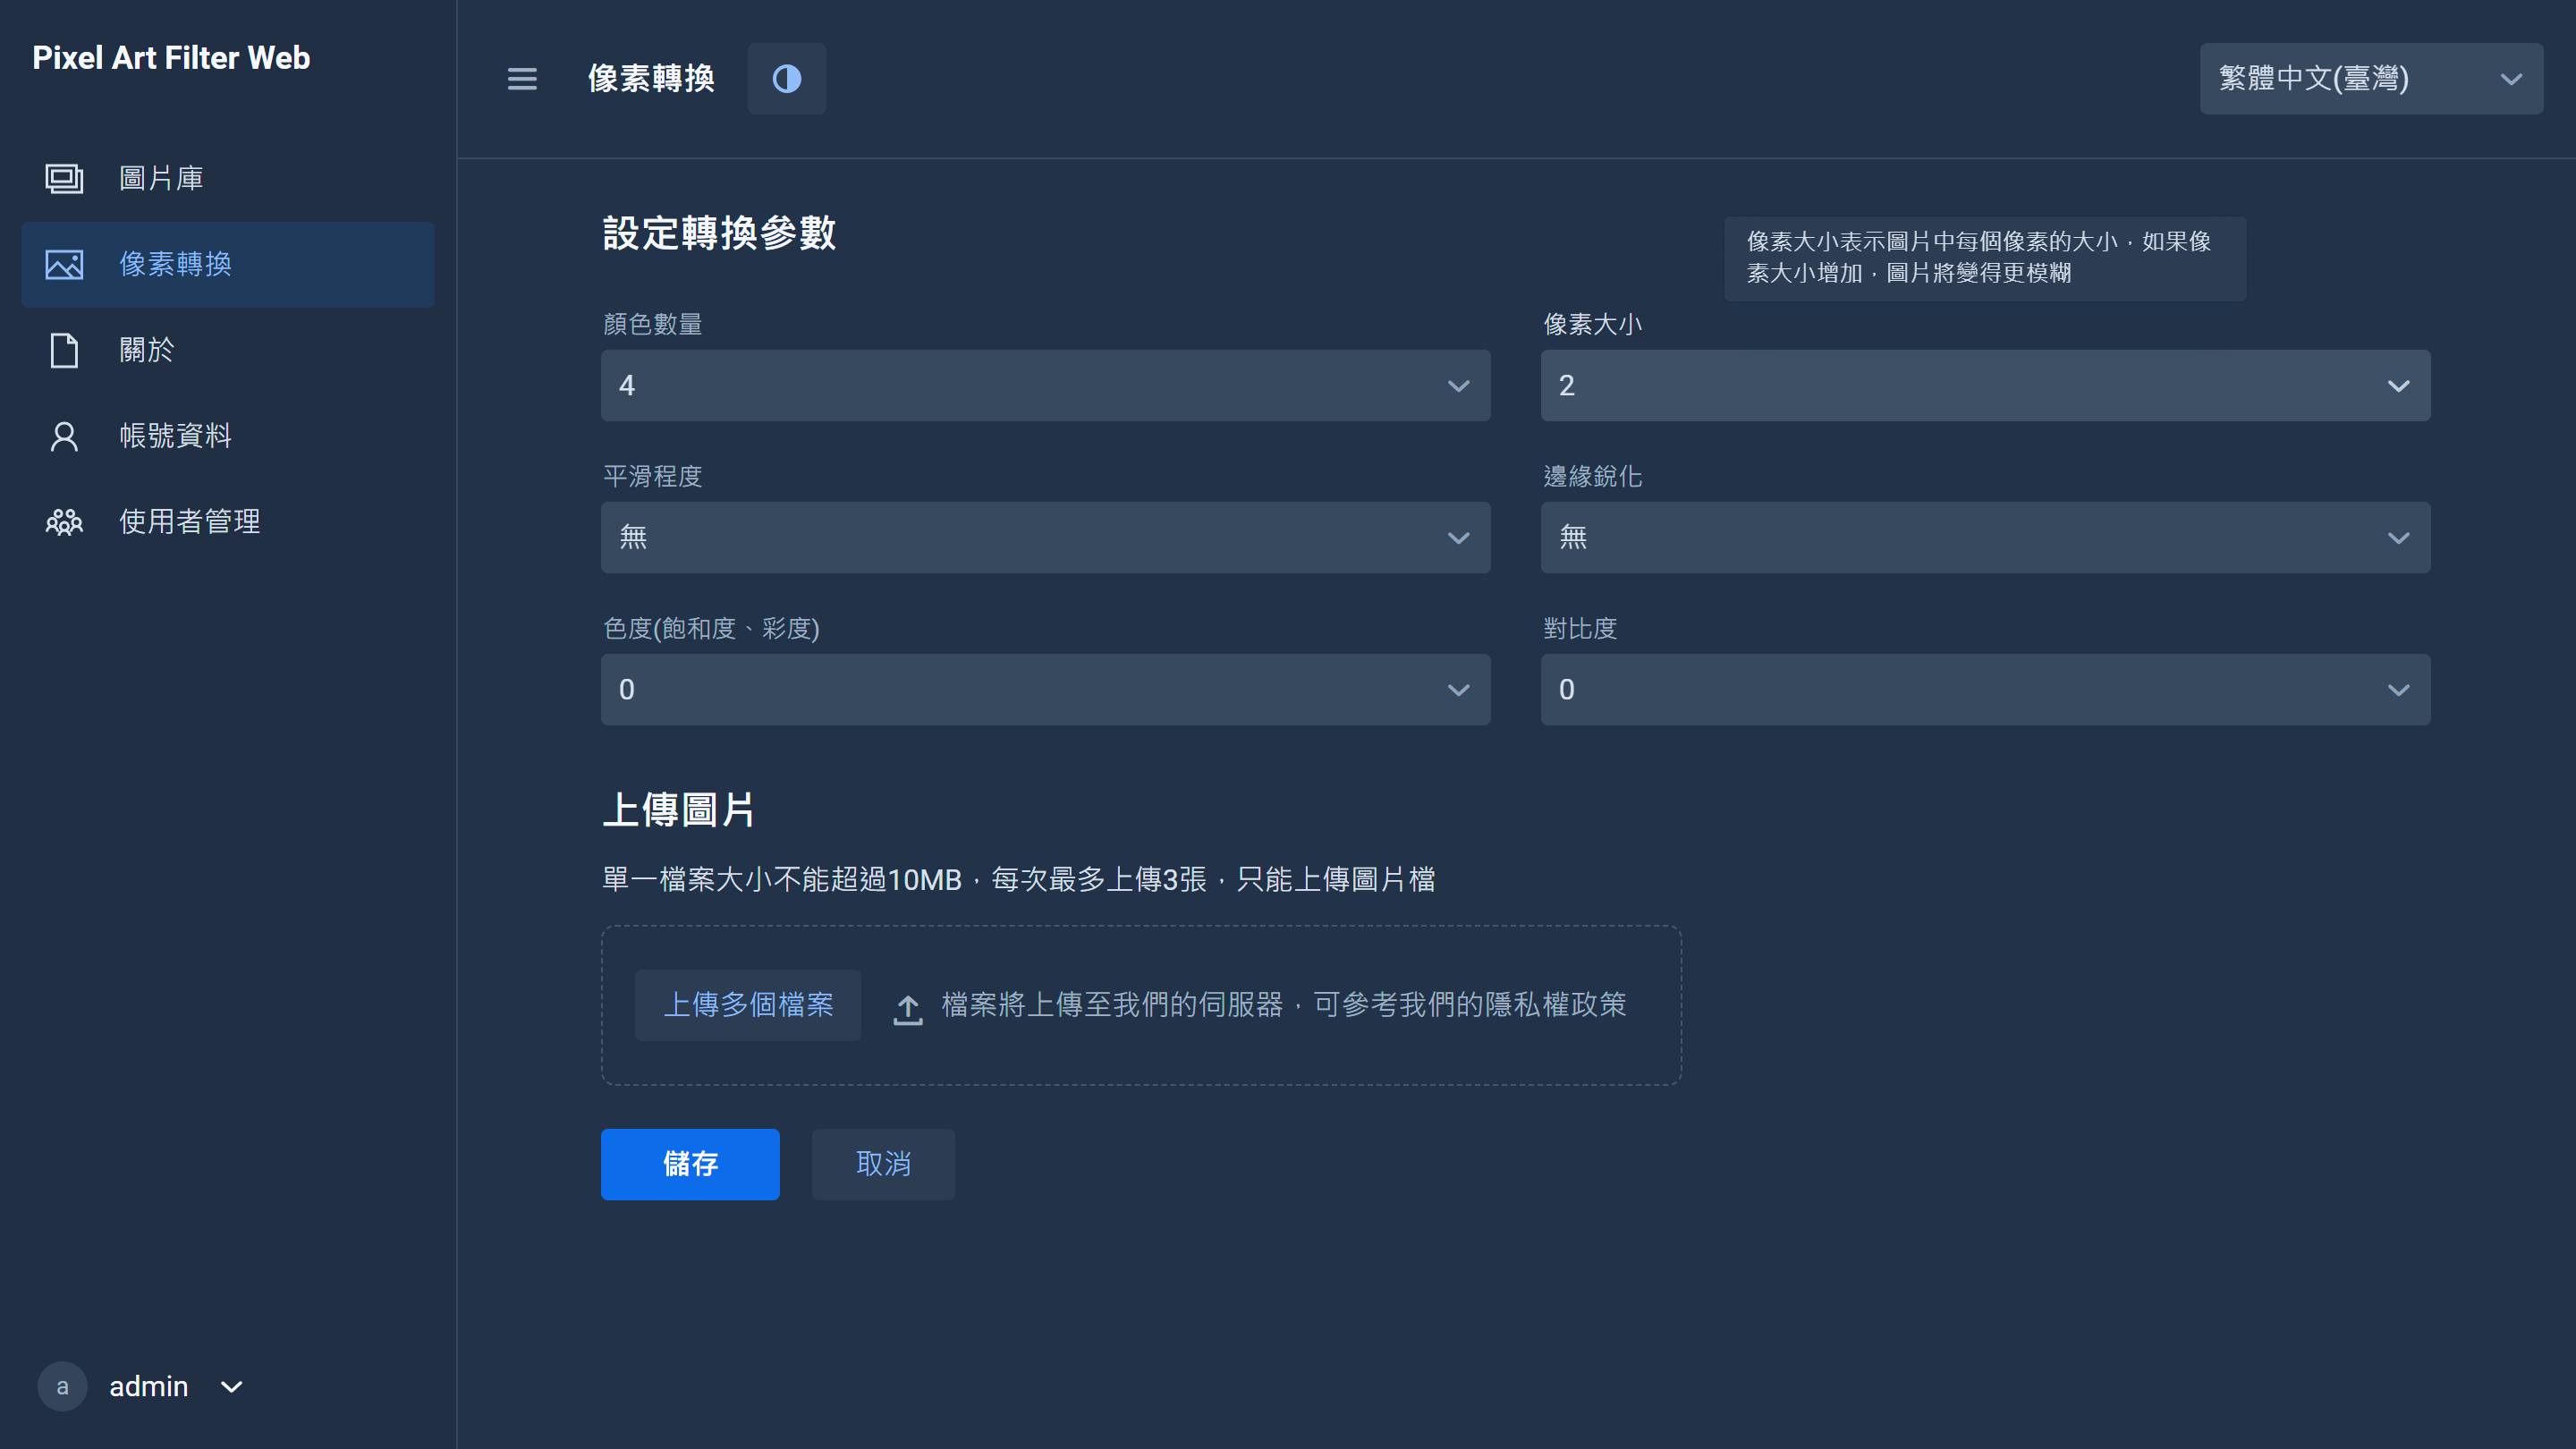 Pixel Art Filter Web
圖片庫
像素轉換
關於
帳號資料
使用者管理
a admin
像素轉換
繁體中文(臺灣)
設定轉換參數
像素大小表示圖片中每個像素的大小，如果像
素大小增加，圖片將變得更模糊
顏色數量
4
像素大小
2
平滑程度
無
邊緣銳化
無
色度(飽和度、彩度)
0
對比度
0
上傳圖片
單一檔案大小不能超過10MB，每次最多上傳3張，只能上傳圖片檔
上傳多個檔案
檔案將上傳至我們的伺服器，可參考我們的隱私權政策
儲存
取消